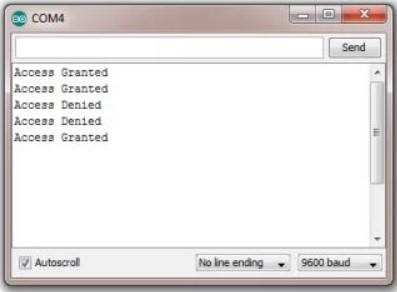 COM4
Send
Access Granted
Access Granted
Access Denied
Access Denied
Access Granted
Autoscroll
No line ending
9600 baud